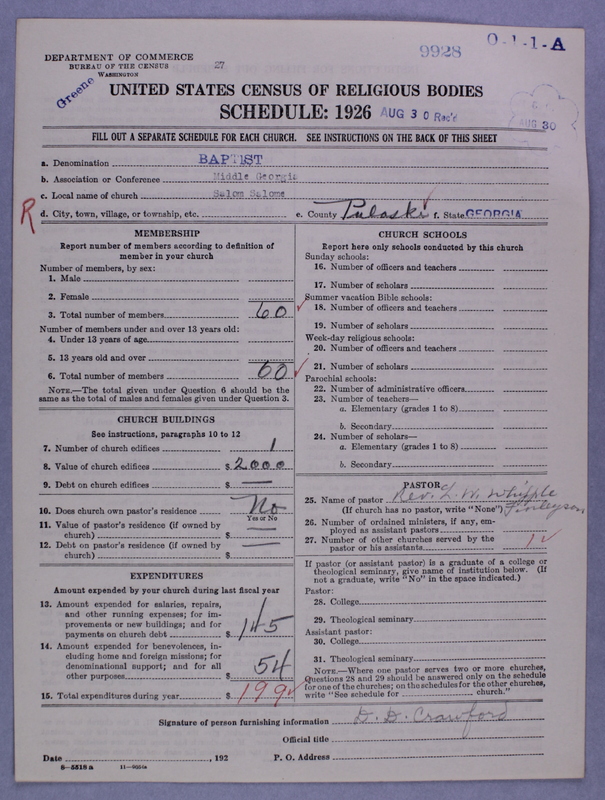 9928
0-1-1-A
DEPARTMENT OF COMMERCE
BUREAU OF THE CENSUS
WASHINGTON
27
Greene
UNITED STATES CENSUS OF RELIGIOUS BODIES
SCHEDULE: 1926
AUG 30 Rec'd
AUG 30
FILL OUT A SEPARATE SCHEDULE FOR EACH CHURCH. SEE INSTRUCTIONS ON THE BACK OF THIS SHEET
a. Denomination BAPTIST
b. Association or Conference Middle Georgia
c. Local name of church Salom Salome
R
d. City, town, village, or township, etc. e. County Pulaski f. State GEORGIA
MEMBERSHIP
Report number of members according to definition of
member in your church
Number of members, by sex:
1. Male
2. Female
3. Total number of members 60
Number of members under and over 13 years old:
4. Under 13 years of age
5. 13 years old and over
6. Total number of members 60
NOTE.—The total given under Question 6 should be the
same as the total of males and females given under Question 3.
CHURCH BUILDINGS
See instructions, paragraphs 10 to 12
7. Number of church edifices 1
8. Value of church edifices $ 2000
9. Debt on church edifices $ —
10. Does church own pastor's residence No
Yes or No
11. Value of pastor's residence (if owned by
church) $ —
12. Debt on pastor's residence (if owned by
church) $ —
EXPENDITURES
Amount expended by your church during last fiscal year
13. Amount expended for salaries, repairs,
and other running expenses; for im-
provements or new buildings; and for
payments on church debt $ 145
14. Amount expended for benevolences, in-
cluding home and foreign missions; for
denominational support; and for all
other purposes $ 54
15. Total expenditures during year $ 199
CHURCH SCHOOLS
Report here only schools conducted by this church
Sunday schools:
16. Number of officers and teachers
17. Number of scholars
Summer vacation Bible schools:
18. Number of officers and teachers
19. Number of scholars
Week-day religious schools:
20. Number of officers and teachers
21. Number of scholars
Parochial schools:
22. Number of administrative officers
23. Number of teachers—
a. Elementary (grades 1 to 8)
b. Secondary
24. Number of scholars—
a. Elementary (grades 1 to 8)
b. Secondary
PASTOR
25. Name of pastor Rev. L. W. Whipple
(If church has no pastor, write "None") Finleyson
26. Number of ordained ministers, if any, em-
ployed as assistant pastors
27. Number of other churches served by the
pastor or his assistants 1
If pastor (or assistant pastor) is a graduate of a college or
theological seminary, give name of institution below. (If
not a graduate, write "No" in the space indicated.)
Pastor:
28. College
29. Theological seminary
Assistant pastor:
30. College
31. Theological seminary
NOTE.—Where one pastor serves two or more churches,
Questions 28 and 29 should be answered only on the schedule
for one of the churches; on the schedules for the other churches,
write "See schedule for church."
Signature of person furnishing information D. D. Crawford
Official title
Date , 192 P. O. Address
8—5518 a